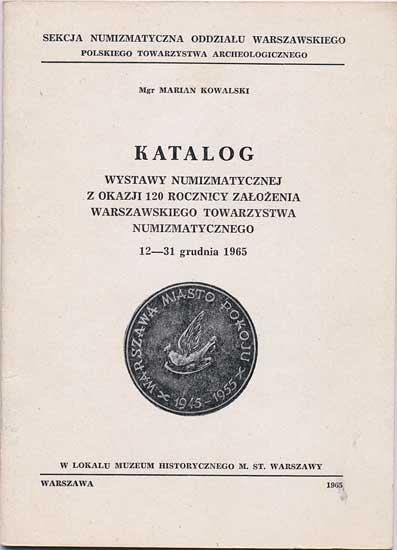 SEKCJA NUMIZMATYCZNA ODDZIAŁU WARSZAWSKIEGO
POLSKIEGO TOWARZYSTWA ARCHEOLOGICZNEGO
Mgr MARIAN KOWALSKI
KATALOG
WYSTAWY NUMIZMATYCZNEJ
Z OKAZJI 120 ROCZNICY ZAŁOŻENIA
WARSZAWSKIEGO TOWARZYSTWA
NUMIZMATYCZNEGO
12—31 grudnia 1965
WARSZAWA MIASTO POKOJU
1945-1955
W LOKALU MUZEUM HISTORYCZNEGO M. ST. WARSZAWY
WARSZAWA 1965